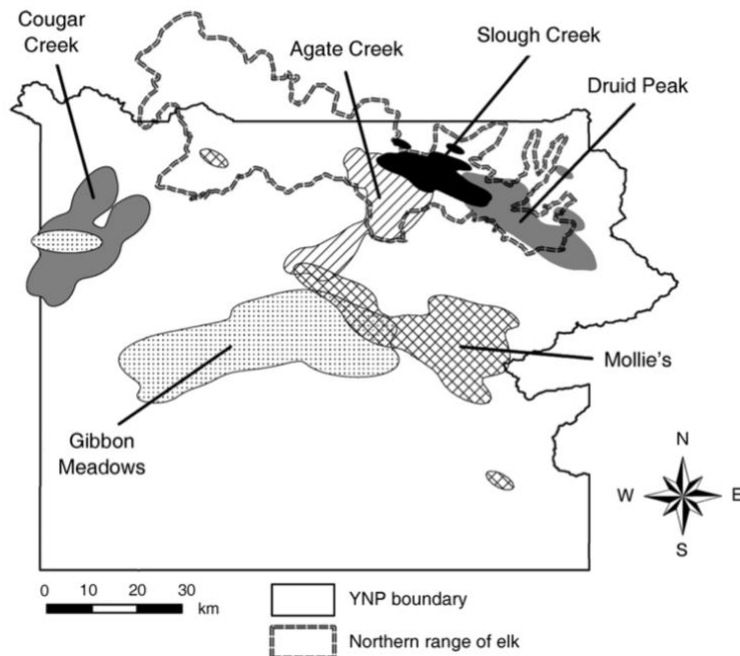 Cougar
Creek
Agate Creek
Slough Creek
Druid Peak
Mollie's
Gibbon
Meadows
N
W
E
S
0 10 20 30
km
YNP boundary
Northern range of elk